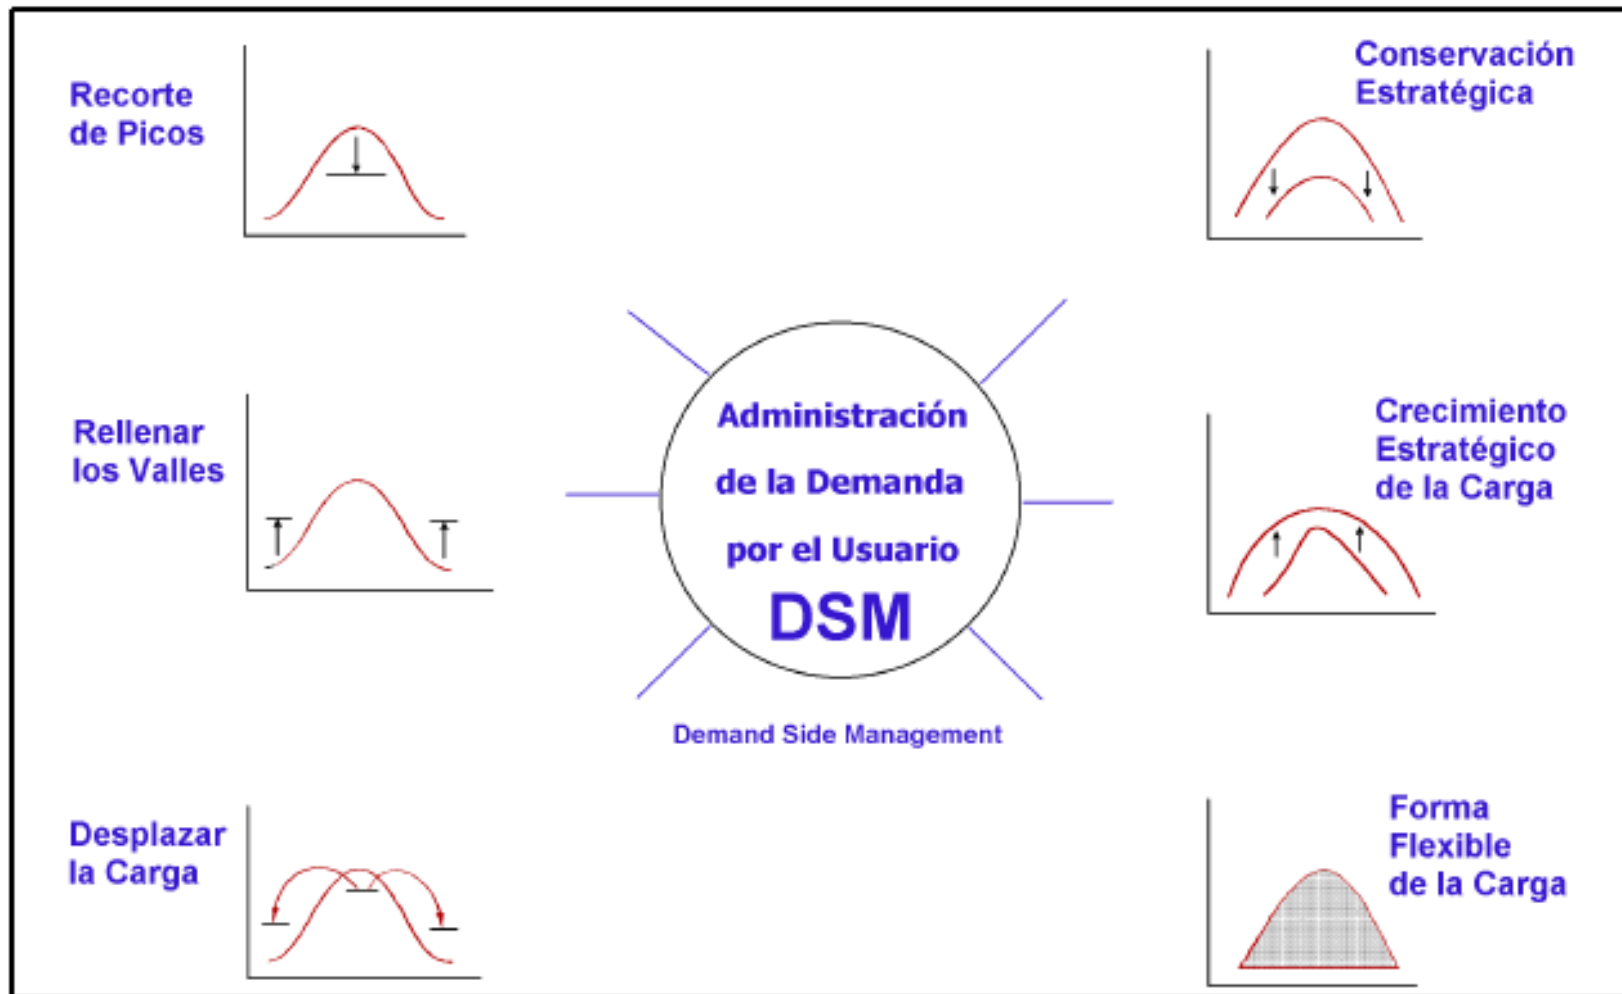 Recorte
de Picos
Conservación
Estratégica
Rellenar
los Valles
Administración
de la Demanda
por el Usuario
DSM
Crecimiento
Estratégico
de la Carga
Demand Side Management
Desplazar
la Carga
Forma
Flexible
de la Carga